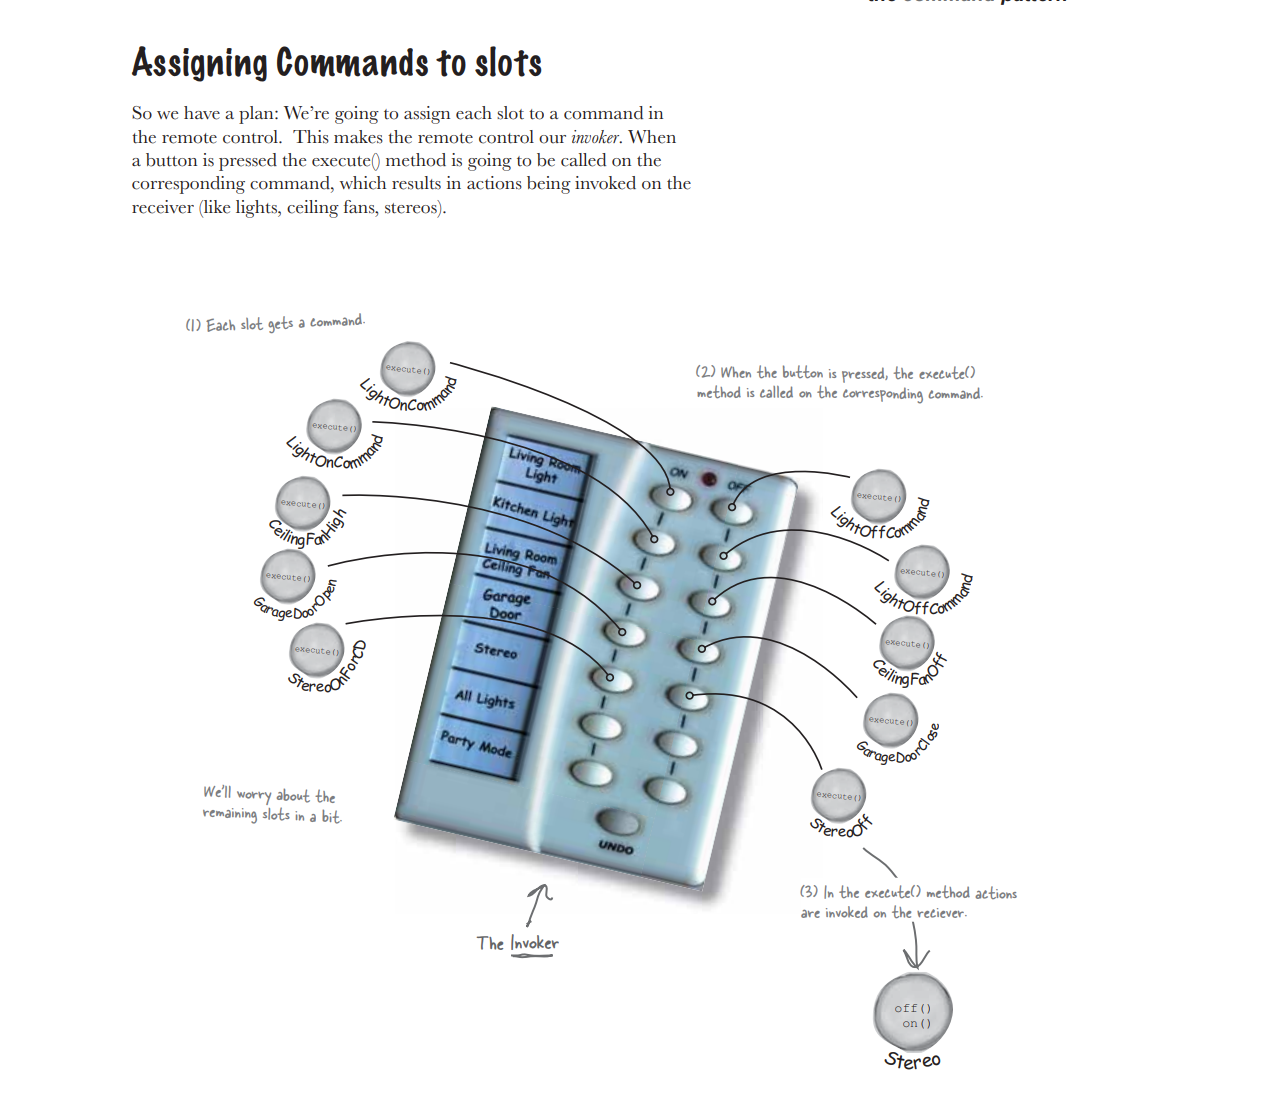 the command pattern
Assigning Commands to slots
So we have a plan: We're going to assign each slot to a command in
the remote control.  This makes the remote control our invoker. When
a button is pressed the execute() method is going to be called on the
corresponding command, which results in actions being invoked on the
receiver (like lights, ceiling fans, stereos).
(1) Each slot gets a command.
execute()
LightOnCommand
execute()
LightOnCommand
execute()
CeilingFanHigh
execute()
GarageDoorOpen
execute()
StereoOnForCD
(2) When the button is pressed, the execute()
method is called on the corresponding command.
ON
OFF
Living Room
Light
Kitchen Light
Living Room
Ceiling Fan
Garage
Door
Stereo
All Lights
Party Mode
UNDO
execute()
LightOffCommand
execute()
LightOffCommand
execute()
CeilingFanOff
execute()
GarageDoorClose
execute()
StereoOff
We'll worry about the
remaining slots in a bit.
The Invoker
(3) In the execute() method actions
are invoked on the reciever.
off()
on()
Stereo